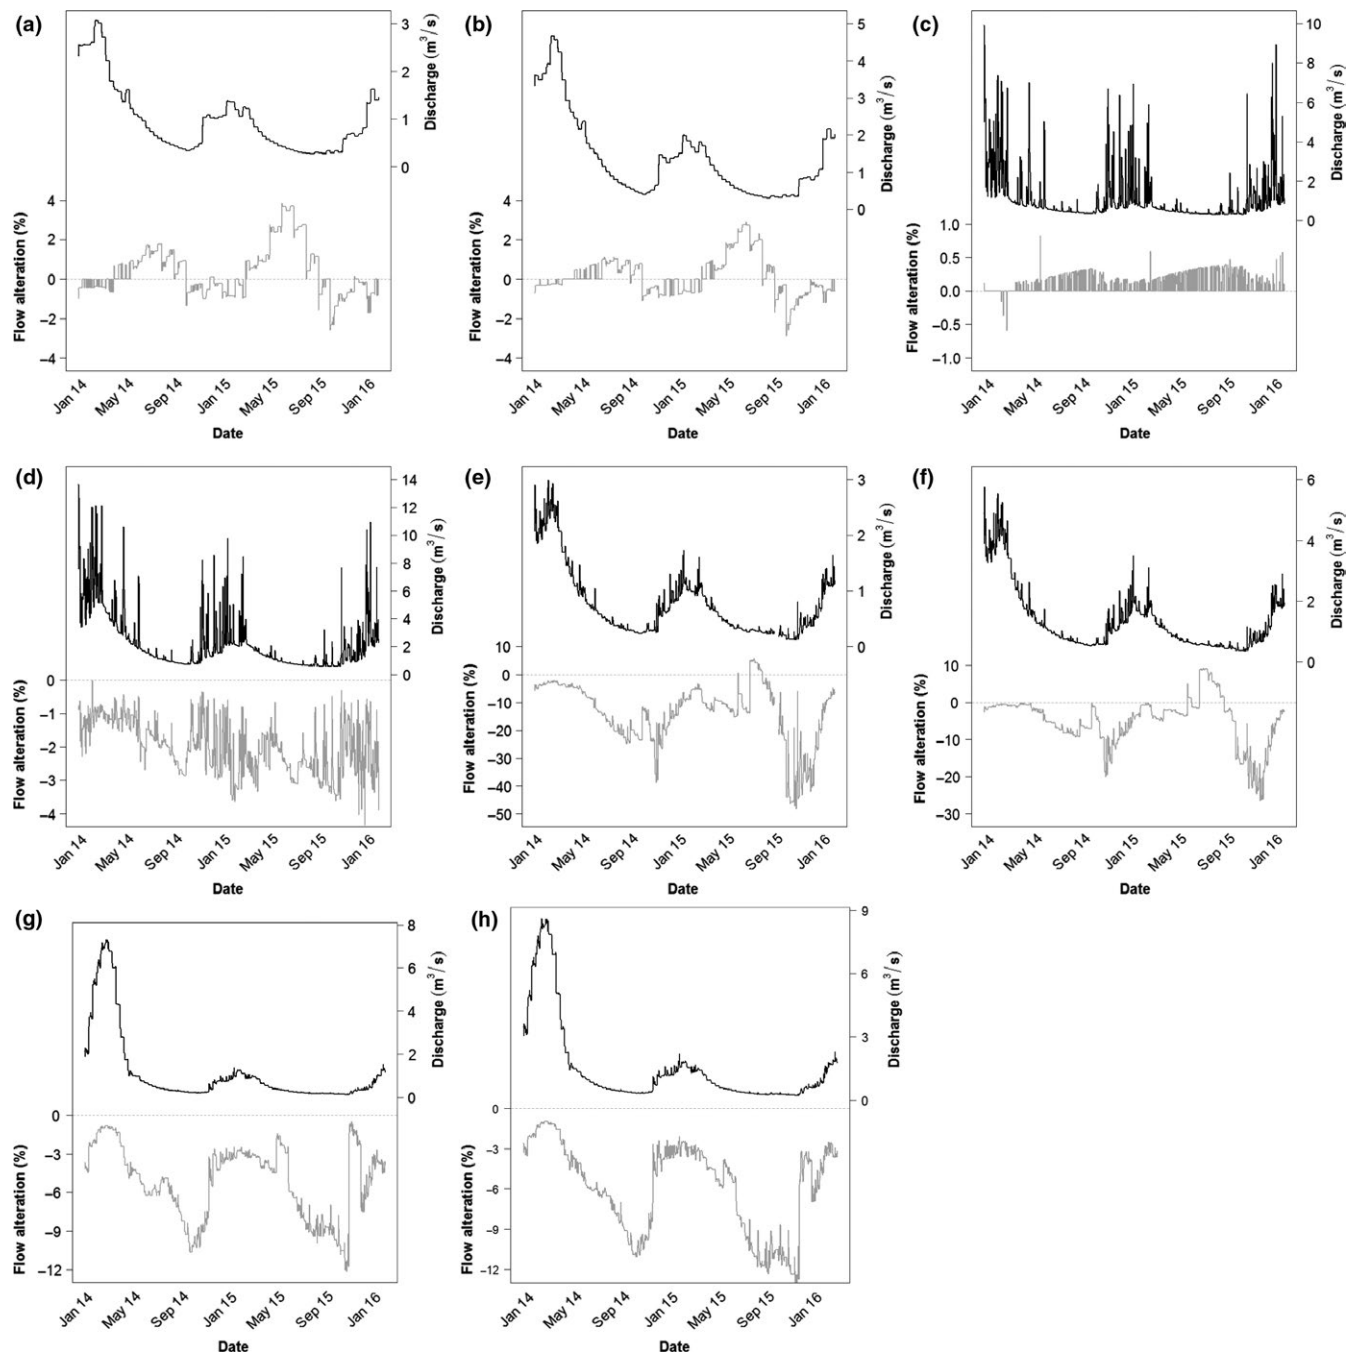 (a)
3
2
1
0
Discharge (m³/s)
4
2
0
−2
−4
Flow alteration (%)
Jan 14
May 14
Sep 14
Jan 15
May 15
Sep 15
Jan 16
Date
(b)
5
4
3
2
1
0
Discharge (m³/s)
4
2
0
−2
−4
Flow alteration (%)
Jan 14
May 14
Sep 14
Jan 15
May 15
Sep 15
Jan 16
Date
(c)
10
8
6
4
2
0
Discharge (m³/s)
1.0
0.5
0.0
−0.5
−1.0
Flow alteration (%)
Jan 14
May 14
Sep 14
Jan 15
May 15
Sep 15
Jan 16
Date
(d)
14
12
10
8
6
4
2
0
Discharge (m³/s)
0
−1
−2
−3
−4
Flow alteration (%)
Jan 14
May 14
Sep 14
Jan 15
May 15
Sep 15
Jan 16
Date
(e)
3
2
1
0
Discharge (m³/s)
10
0
−10
−20
−30
−40
−50
Flow alteration (%)
Jan 14
May 14
Sep 14
Jan 15
May 15
Sep 15
Jan 16
Date
(f)
6
4
2
0
Discharge (m³/s)
10
0
−10
−20
−30
Flow alteration (%)
Jan 14
May 14
Sep 14
Jan 15
May 15
Sep 15
Jan 16
Date
(g)
8
6
4
2
0
Discharge (m³/s)
0
−3
−6
−9
−12
Flow alteration (%)
Jan 14
May 14
Sep 14
Jan 15
May 15
Sep 15
Jan 16
Date
(h)
9
6
3
0
Discharge (m³/s)
0
−3
−6
−9
−12
Flow alteration (%)
Jan 14
May 14
Sep 14
Jan 15
May 15
Sep 15
Jan 16
Date